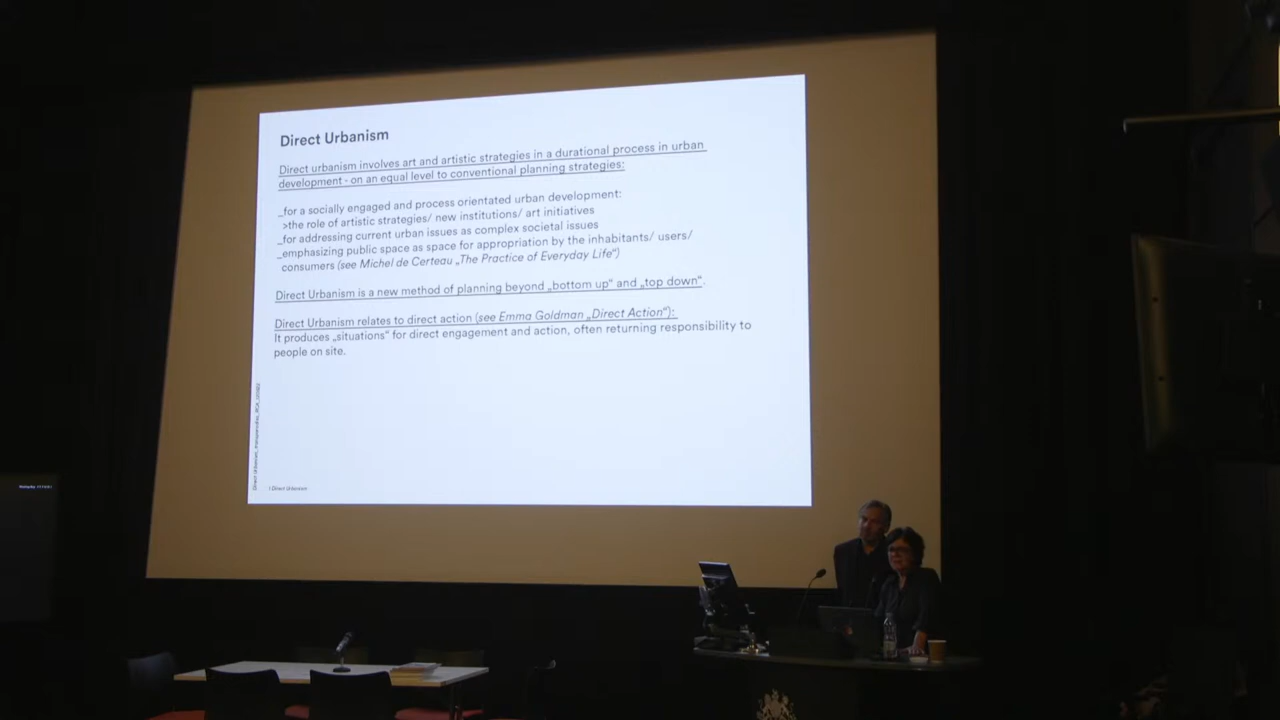 Direct Urbanism
Direct urbanism involves art and artistic strategies in a durational process in urban
development - on an equal level to conventional planning strategies:
_for a socially engaged and process orientated urban development:
>the role of artistic strategies/ new institutions/ art initiatives
_for addressing current urban issues as complex societal issues
_emphasizing public space as space for appropriation by the inhabitants/ users/
consumers (see Michel de Certeau „The Practice of Everyday Life“)
Direct Urbanism is a new method of planning beyond „bottom up“ and „top down“.
Direct Urbanism relates to direct action (see Emma Goldman „Direct Action“):
It produces „situations“ for direct engagement and action, often returning responsibility to
people on site.
Direct Urbanism